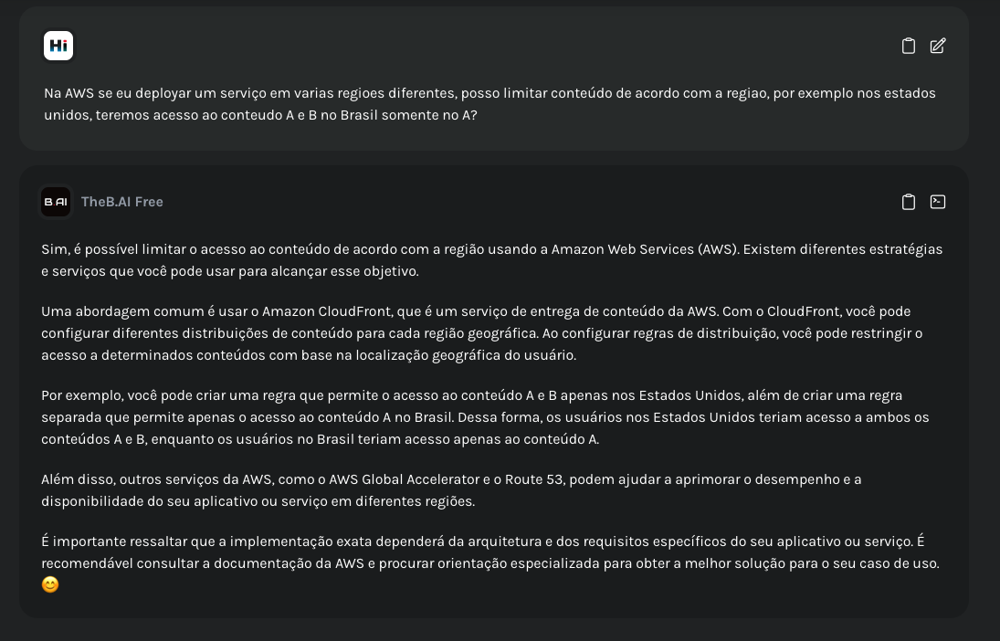 Hi
Na AWS se eu deployar um serviço em varias regioes diferentes, posso limitar conteúdo de acordo com a regiao, por exemplo nos estados
unidos, teremos acesso ao conteudo A e B no Brasil somente no A?
B.AI TheB.AI Free
Sim, é possível limitar o acesso ao conteúdo de acordo com a região usando a Amazon Web Services (AWS). Existem diferentes estratégias
e serviços que você pode usar para alcançar esse objetivo.
Uma abordagem comum é usar o Amazon CloudFront, que é um serviço de entrega de conteúdo da AWS. Com o CloudFront, você pode
configurar diferentes distribuições de conteúdo para cada região geográfica. Ao configurar regras de distribuição, você pode restringir o
acesso a determinados conteúdos com base na localização geográfica do usuário.
Por exemplo, você pode criar uma regra que permite o acesso ao conteúdo A e B apenas nos Estados Unidos, além de criar uma regra
separada que permite apenas o acesso ao conteúdo A no Brasil. Dessa forma, os usuários nos Estados Unidos teriam acesso a ambos os
conteúdos A e B, enquanto os usuários no Brasil teriam acesso apenas ao conteúdo A.
Além disso, outros serviços da AWS, como o AWS Global Accelerator e o Route 53, podem ajudar a aprimorar o desempenho e a
disponibilidade do seu aplicativo ou serviço em diferentes regiões.
É importante ressaltar que a implementação exata dependerá da arquitetura e dos requisitos específicos do seu aplicativo ou serviço. É
recomendável consultar a documentação da AWS e procurar orientação especializada para obter a melhor solução para o seu caso de uso.
😊